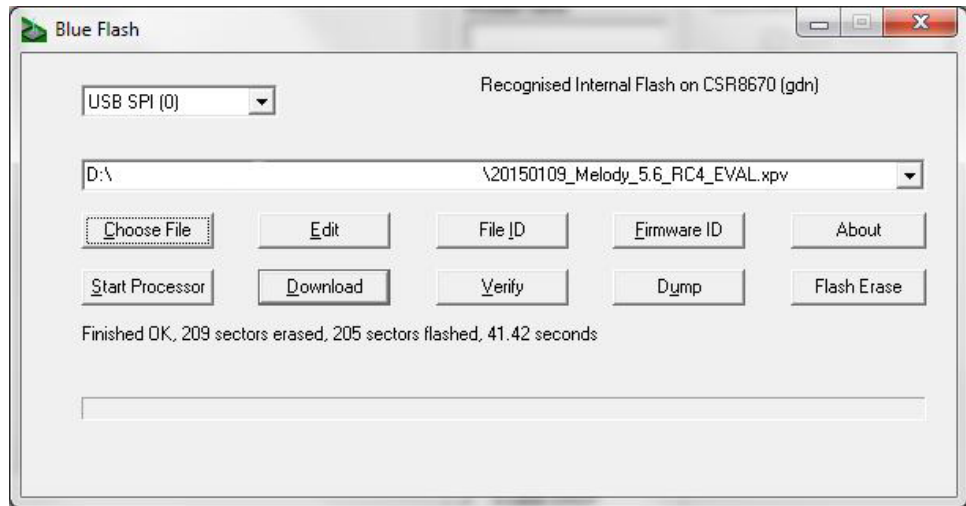 Blue Flash
USB SPI (0)
Recognised Internal Flash on CSR8670 (gdn)
D:\ \20150109_Melody_5.6_RC4_EVAL.xpv
Choose File Edit File ID Firmware ID About
Start Processor Download Verify Dump Flash Erase
Finished OK, 209 sectors erased, 205 sectors flashed, 41.42 seconds